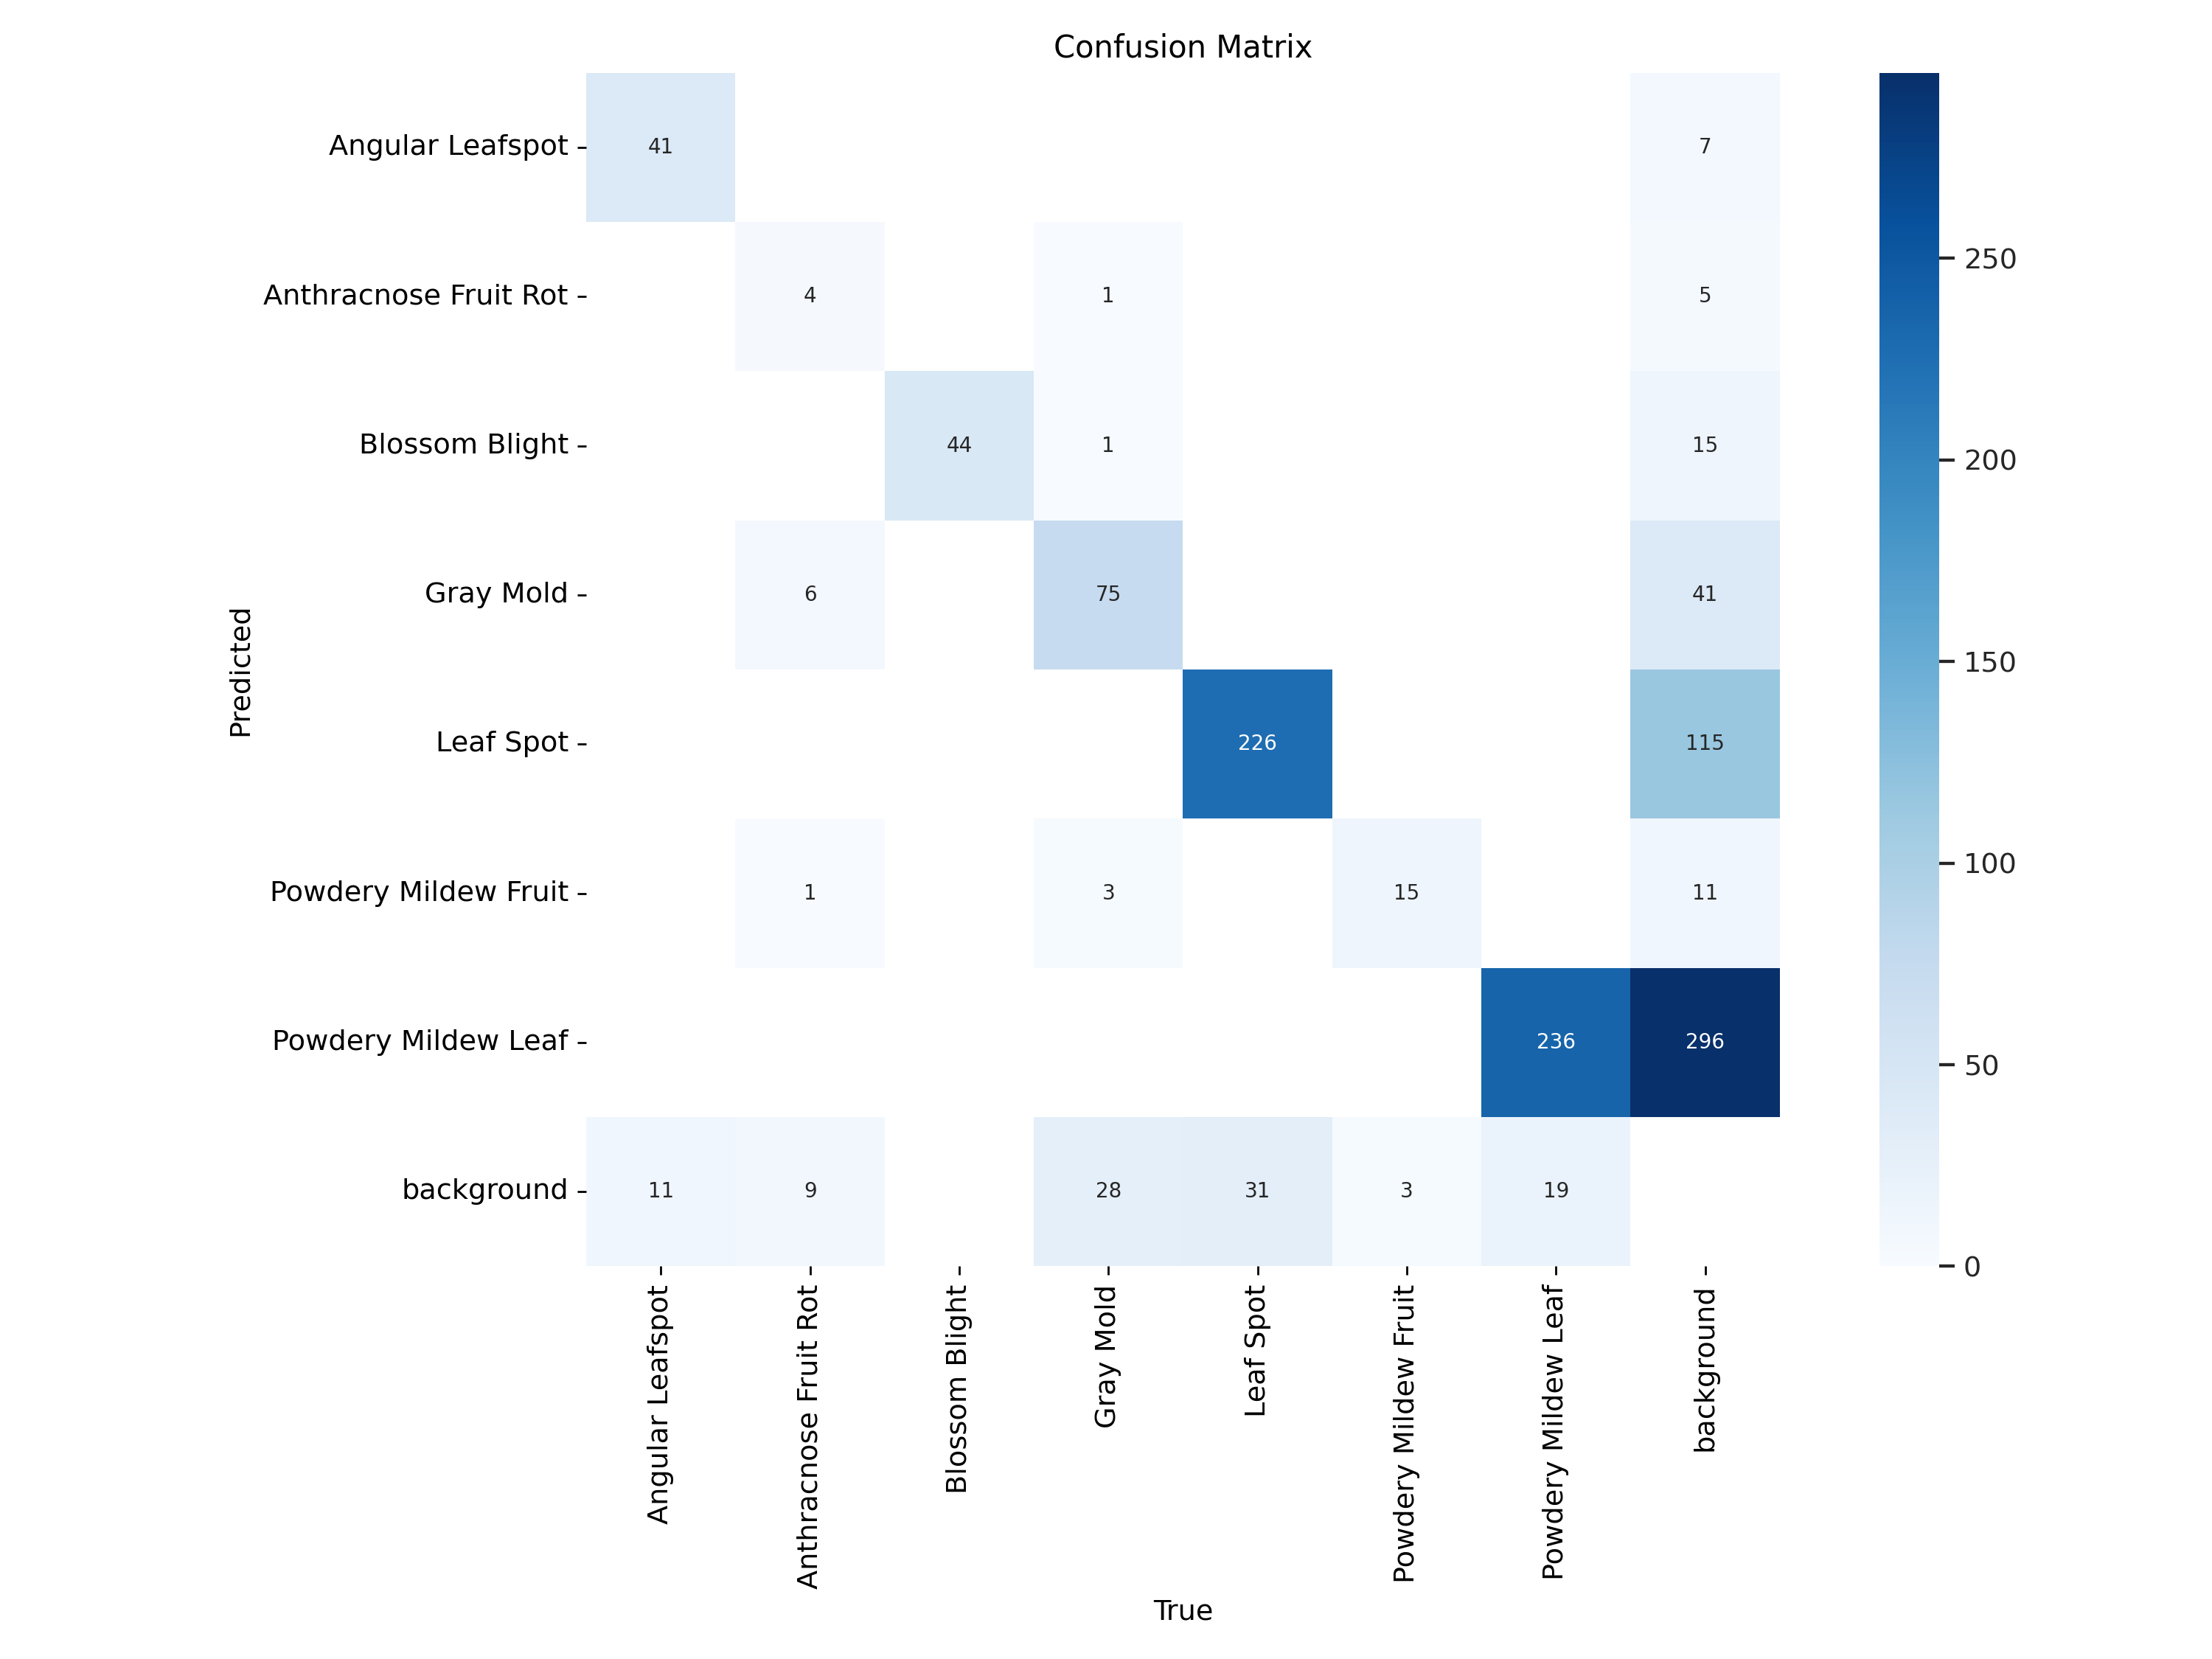 Confusion Matrix
Predicted
Angular Leafspot
41
7
Anthracnose Fruit Rot
4
1
5
Blossom Blight
44
1
15
Gray Mold
6
75
41
Leaf Spot
226
115
Powdery Mildew Fruit
1
3
15
11
Powdery Mildew Leaf
236
296
background
11
9
28
31
3
19
Angular Leafspot
Anthracnose Fruit Rot
Blossom Blight
Gray Mold
Leaf Spot
Powdery Mildew Fruit
Powdery Mildew Leaf
background
True
250
200
150
100
50
0